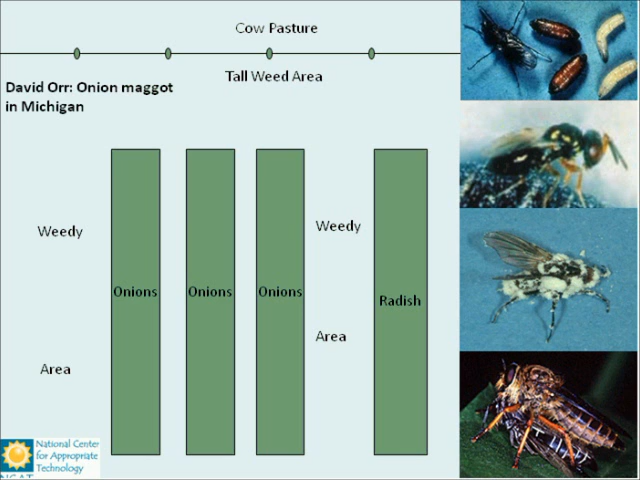 Cow Pasture
Tall Weed Area
David Orr: Onion maggot
in Michigan
Weedy
Area
Onions
Onions
Onions
Weedy
Area
Radish
National Center
for Appropriate
Technology
NCAT